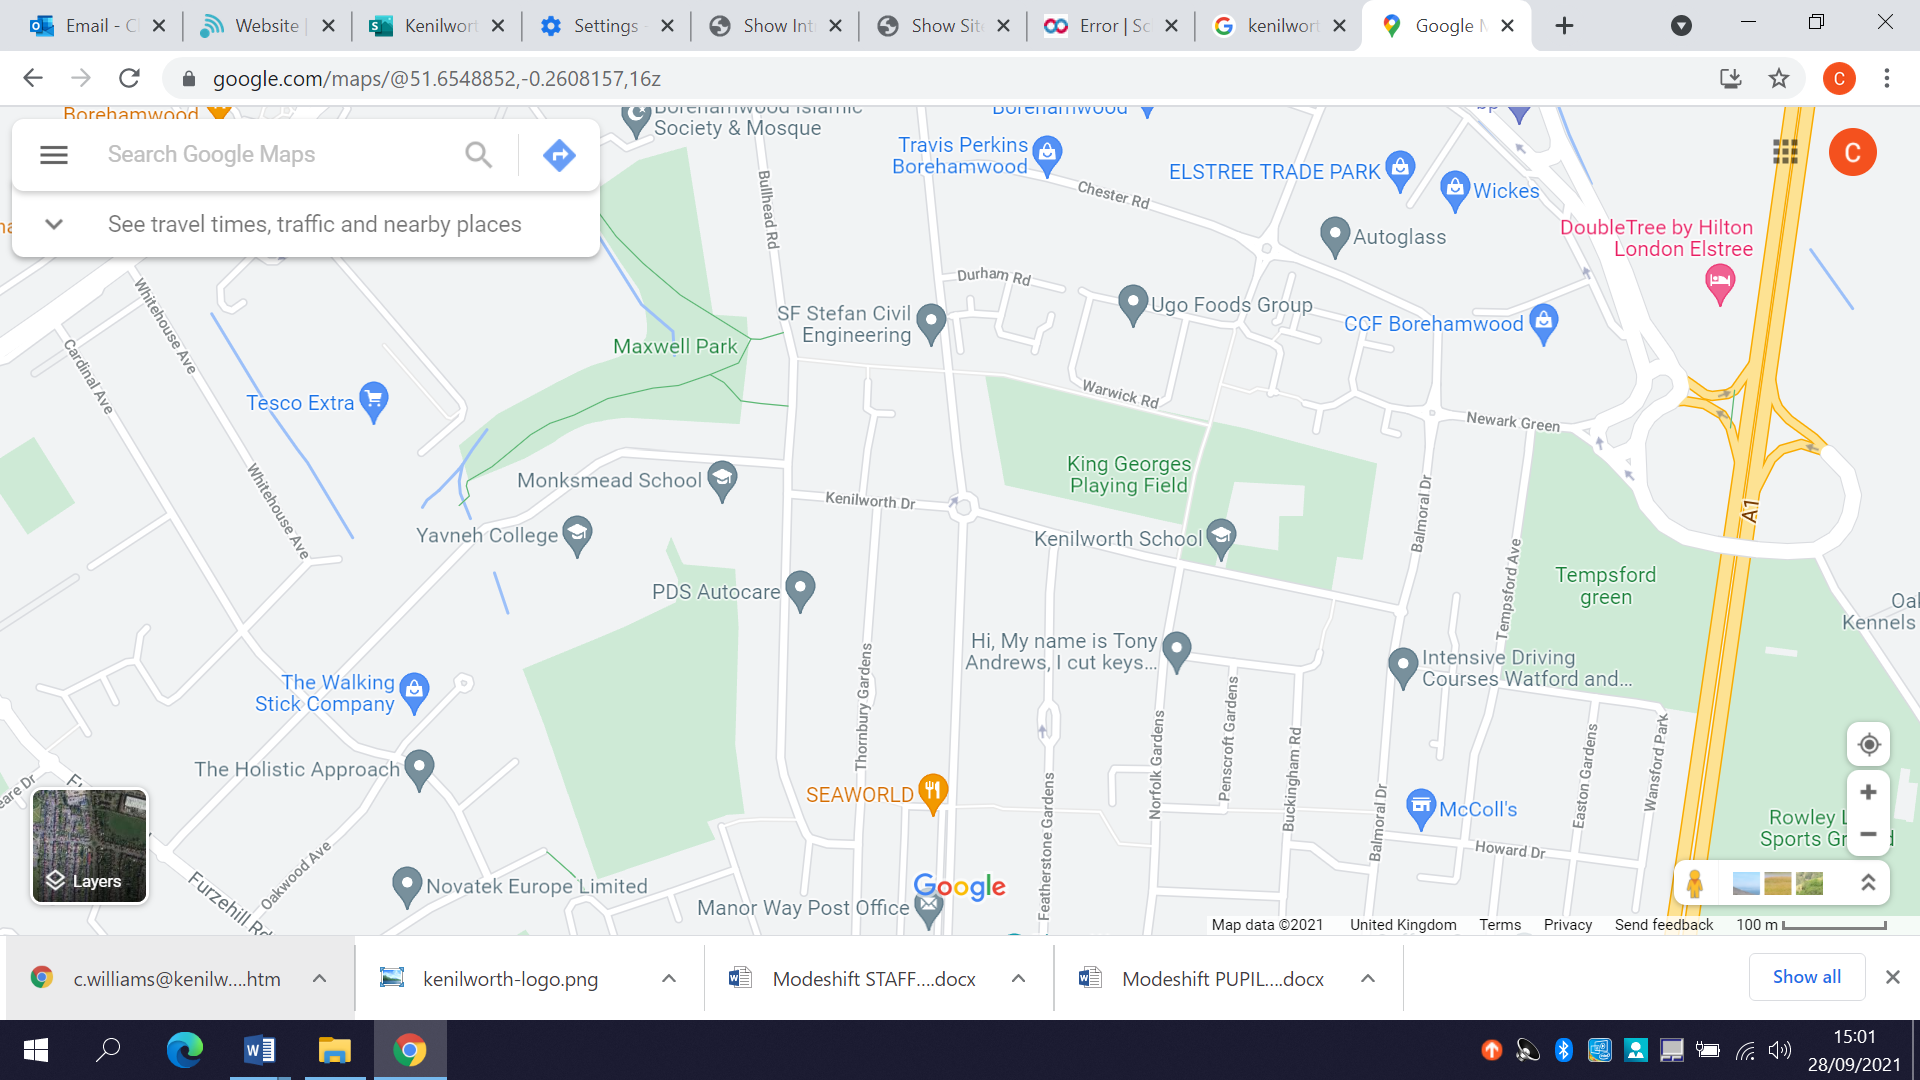 Email - C
Website
Kenilwort
Settings
Show Int
Show Site
Error | Sc
kenilwort
Google M
google.com/maps/@51.6548852,-0.2608157,16z
C
Borehamwood
Borehamwood Islamic
Society & Mosque
Borehamwood
bp
Search Google Maps
See travel times, traffic and nearby places
Travis Perkins
Borehamwood
Bullhead Rd
Chester Rd
ELSTREE TRADE PARK
Wickes
C
Autoglass
DoubleTree by Hilton
London Elstree
Durham Rd
Whitehouse Ave
Cardinal Ave
SF Stefan Civil
Engineering
Ugo Foods Group
CCF Borehamwood
Maxwell Park
Tesco Extra
Warwick Rd
Newark Green
King Georges
Playing Field
Monksmead School
Kenilworth Dr
Whitehouse Ave
Balmoral Dr
A1
Yavneh College
Kenilworth School
Tempsford Ave
Tempsford
green
PDS Autocare
Oak
Kennels
Hi, My name is Tony
Andrews, I cut keys...
Intensive Driving
Courses Watford and...
The Walking
Stick Company
Thornbury Gardens
Norfolk Gardens
Penscroft Gardens
Buckingham Rd
Easton Gardens
Wansford Park
The Holistic Approach
SEAWORLD
Featherstone Gardens
Balmoral Dr
McColl's
Howard Dr
Rowley L
Sports Gr
Layers
Furzehill Rd
Oakwood Ave
Novatek Europe Limited
Google
Manor Way Post Office
Map data ©2021
United Kingdom
Terms
Privacy
Send feedback
100 m
c.williams@kenilw....htm
kenilworth-logo.png
Modeshift STAFF....docx
Modeshift PUPIL....docx
Show all
15:01
28/09/2021